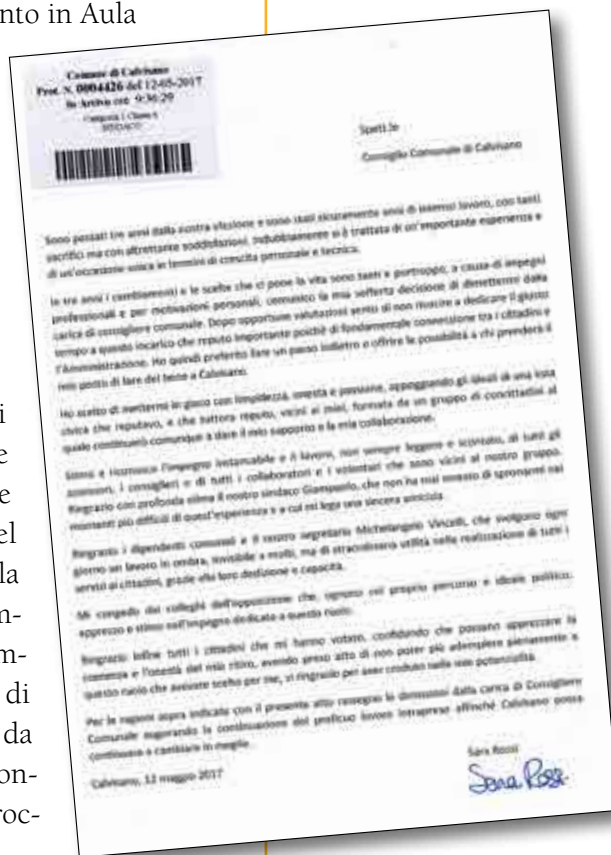 nto in Aula
Comune di Calvisano
Prot. N. 0004426 del 12-05-2017
In Arrivo ore 9:30:29
Categoria 1 Classe 6
SINDACO
Spett.le
Consiglio Comunale di Calvisano
Sono passati tre anni dalla nostra elezione e sono stati sicuramente anni di intenso lavoro, con tanti
sacrifici ma con altrettante soddisfazioni. Indubbiamente si è trattata di un'importante esperienza e
di un'occasione unica in termini di crescita personale e tecnica.
In tre anni i cambiamenti e le scelte che ci pone la vita sono tanti e purtroppo, a causa di impegni
professionali e per motivazioni personali, comunico la mia sofferta decisione di dimettermi dalla
carica di consigliere comunale. Dopo opportune valutazioni sento di non riuscire a dedicare il giusto
tempo a questo incarico che reputo importante poiché di fondamentale connessione tra i cittadini e
l'Amministrazione. Ho quindi preferito fare un passo indietro e offrire la possibilità a chi prenderà il
mio posto di fare del bene a Calvisano.
Ho scelto di mettermi in gioco con limpidezza, onestà e passione, appoggiando gli ideali di una lista
civica che reputavo, e che tuttora reputo, vicini ai miei, formata da un gruppo di concittadini al
quale continuerò comunque a dare il mio supporto e la mia collaborazione.
Stimo e riconosco l'impegno instancabile e il lavoro, non sempre leggero e scontato, di tutti gli
assessori, i consiglieri e di tutti i collaboratori e i volontari che sono vicini al nostro gruppo.
Ringrazio con profonda stima il nostro sindaco Giampaolo, che non ha mai smesso di spronarmi nei
momenti più difficili di quest'esperienza e a cui mi lega una sincera amicizia.
Ringrazio i dipendenti comunali e il nostro segretario Michelangelo Vincelli, che svolgono ogni
giorno un lavoro in ombra, invisibile a molti, ma di straordinaria utilità nella realizzazione di tutti i
servizi ai cittadini, grazie alla loro dedizione e capacità.
Mi congedo dai colleghi dell'opposizione che, ognuno nel proprio percorso e ideale politico,
apprezzo e stimo nell'impegno dedicato a questo ruolo.
Ringrazio infine tutti i cittadini che mi hanno votato, confidando che possano apprezzare la
coerenza e l'onestà del mio ritiro, avendo preso atto di non poter più adempiere pienamente a
questo ruolo che avevate scelto per me, vi ringrazio per aver creduto nelle mie potenzialità.
Per le ragioni sopra indicate con il presente atto rassegno le dimissioni dalla carica di Consigliere
Comunale augurando la continuazione del proficuo lavoro intrapreso affinché Calvisano possa
continuare a cambiare in meglio.
Calvisano, 12 maggio 2017
Sara Rossi
Sara Rossi
i
e
e
el
la
n-
m-
di
da
on-
roc-